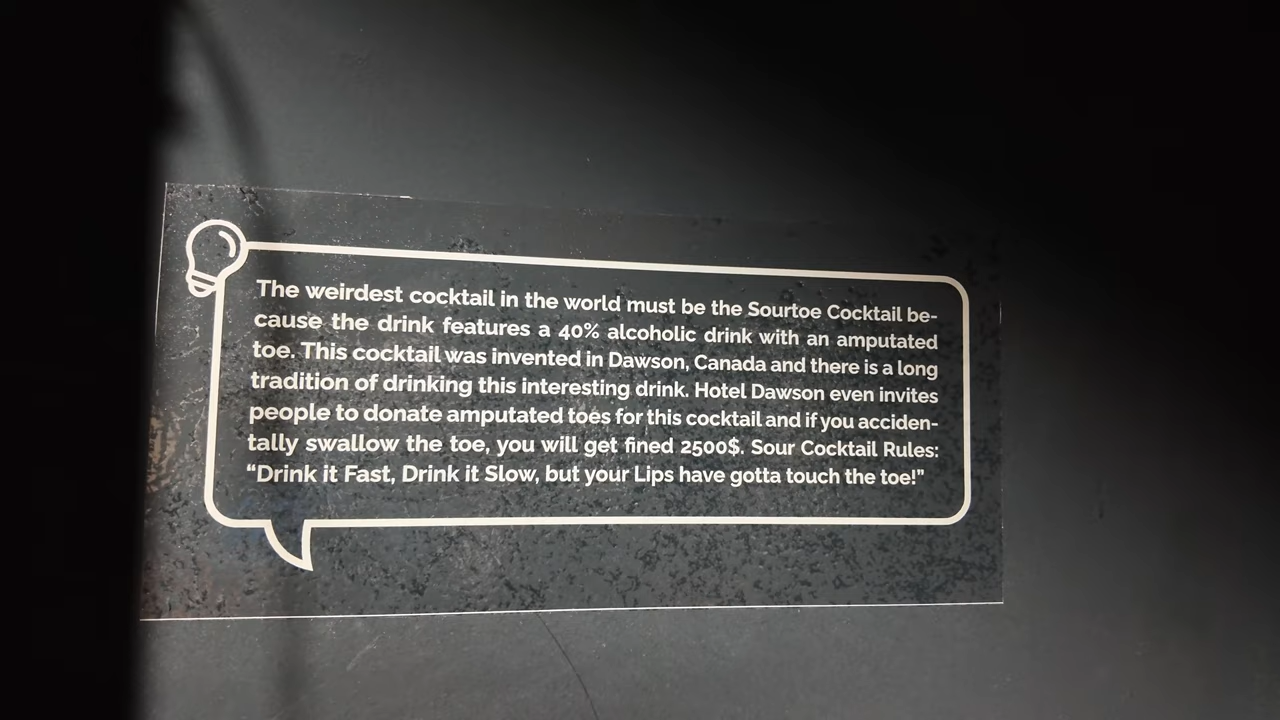 The weirdest cocktail in the world must be the Sourtoe Cocktail be-
cause the drink features a 40% alcoholic drink with an amputated
toe. This cocktail was invented in Dawson, Canada and there is a long
tradition of drinking this interesting drink. Hotel Dawson even invites
people to donate amputated toes for this cocktail and if you acciden-
tally swallow the toe, you will get fined 2500$. Sour Cocktail Rules:
“Drink it Fast, Drink it Slow, but your Lips have gotta touch the toe!”